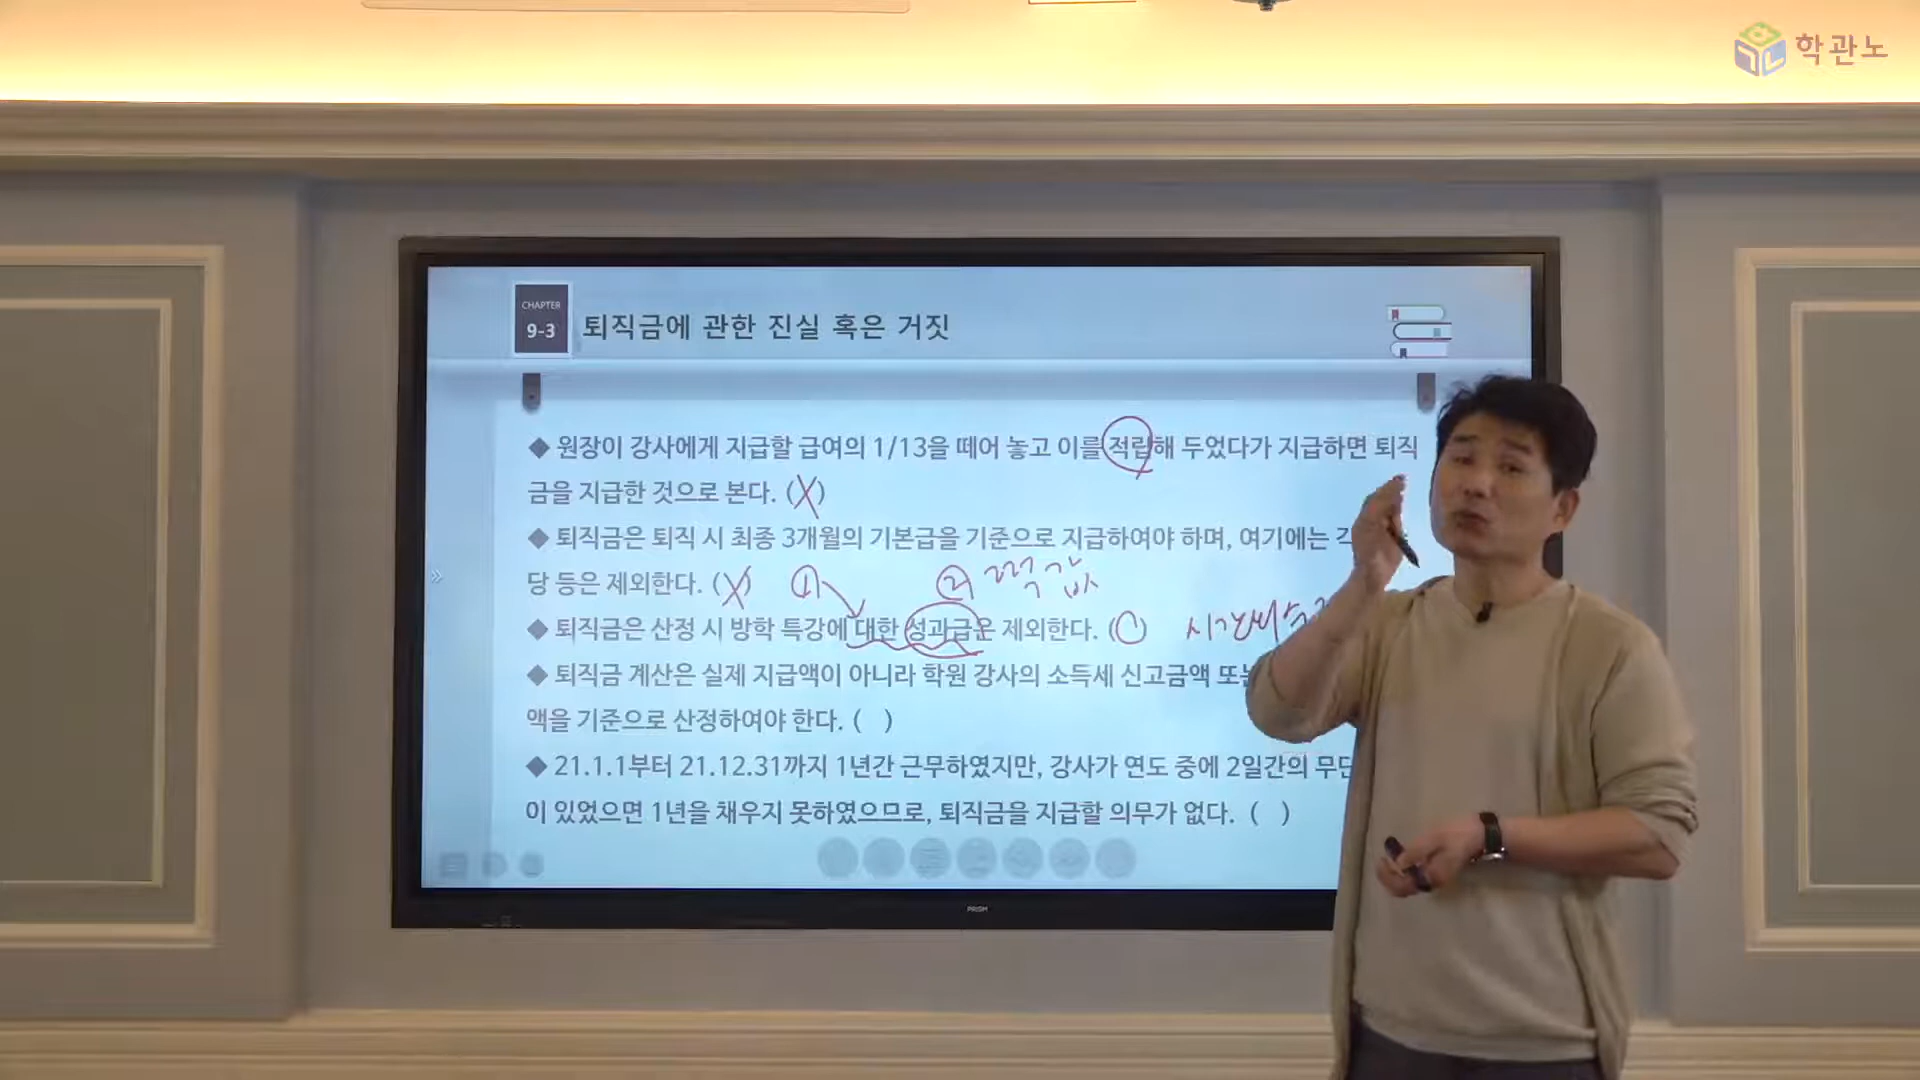 학관노
CHAPTER
9-3
퇴직금에 관한 진실 혹은 거짓
◆ 원장이 강사에게 지급할 급여의 1/13을 떼어 놓고 이를 적립해 두었다가 지급하면 퇴직
금을 지급한 것으로 본다. (X)
◆ 퇴직금은 퇴직 시 최종 3개월의 기본급을 기준으로 지급하여야 하며, 여기에는
당 등은 제외한다. (X) ① ②
◆ 퇴직금은 산정 시 방학 특강에 대한 성과급은 제외한다. (O)
◆ 퇴직금 계산은 실제 지급액이 아니라 학원 강사의 소득세 신고금액 또는
액을 기준으로 산정하여야 한다. ( )
◆ 21.1.1부터 21.12.31까지 1년간 근무하였지만, 강사가 연도 중에 2일간의 무단
이 있었으면 1년을 채우지 못하였으므로, 퇴직금을 지급할 의무가 없다. ( )
PRISM